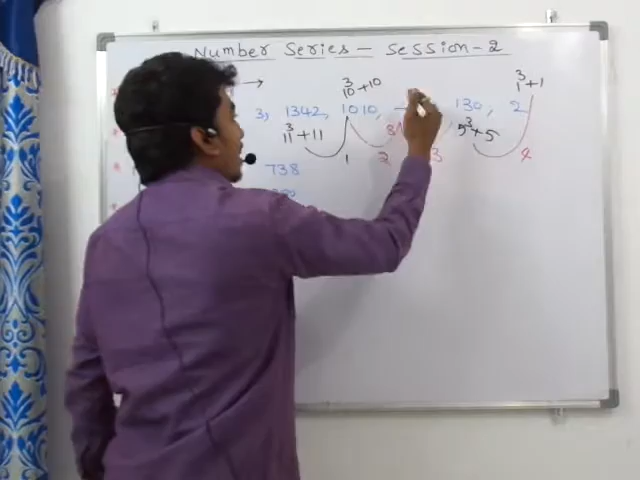 Number Series - Session-2
→
10³+10 1³+1
3, 1342, 1010, — 130, 2
11³+11 5³+5
1 2 3 4
738